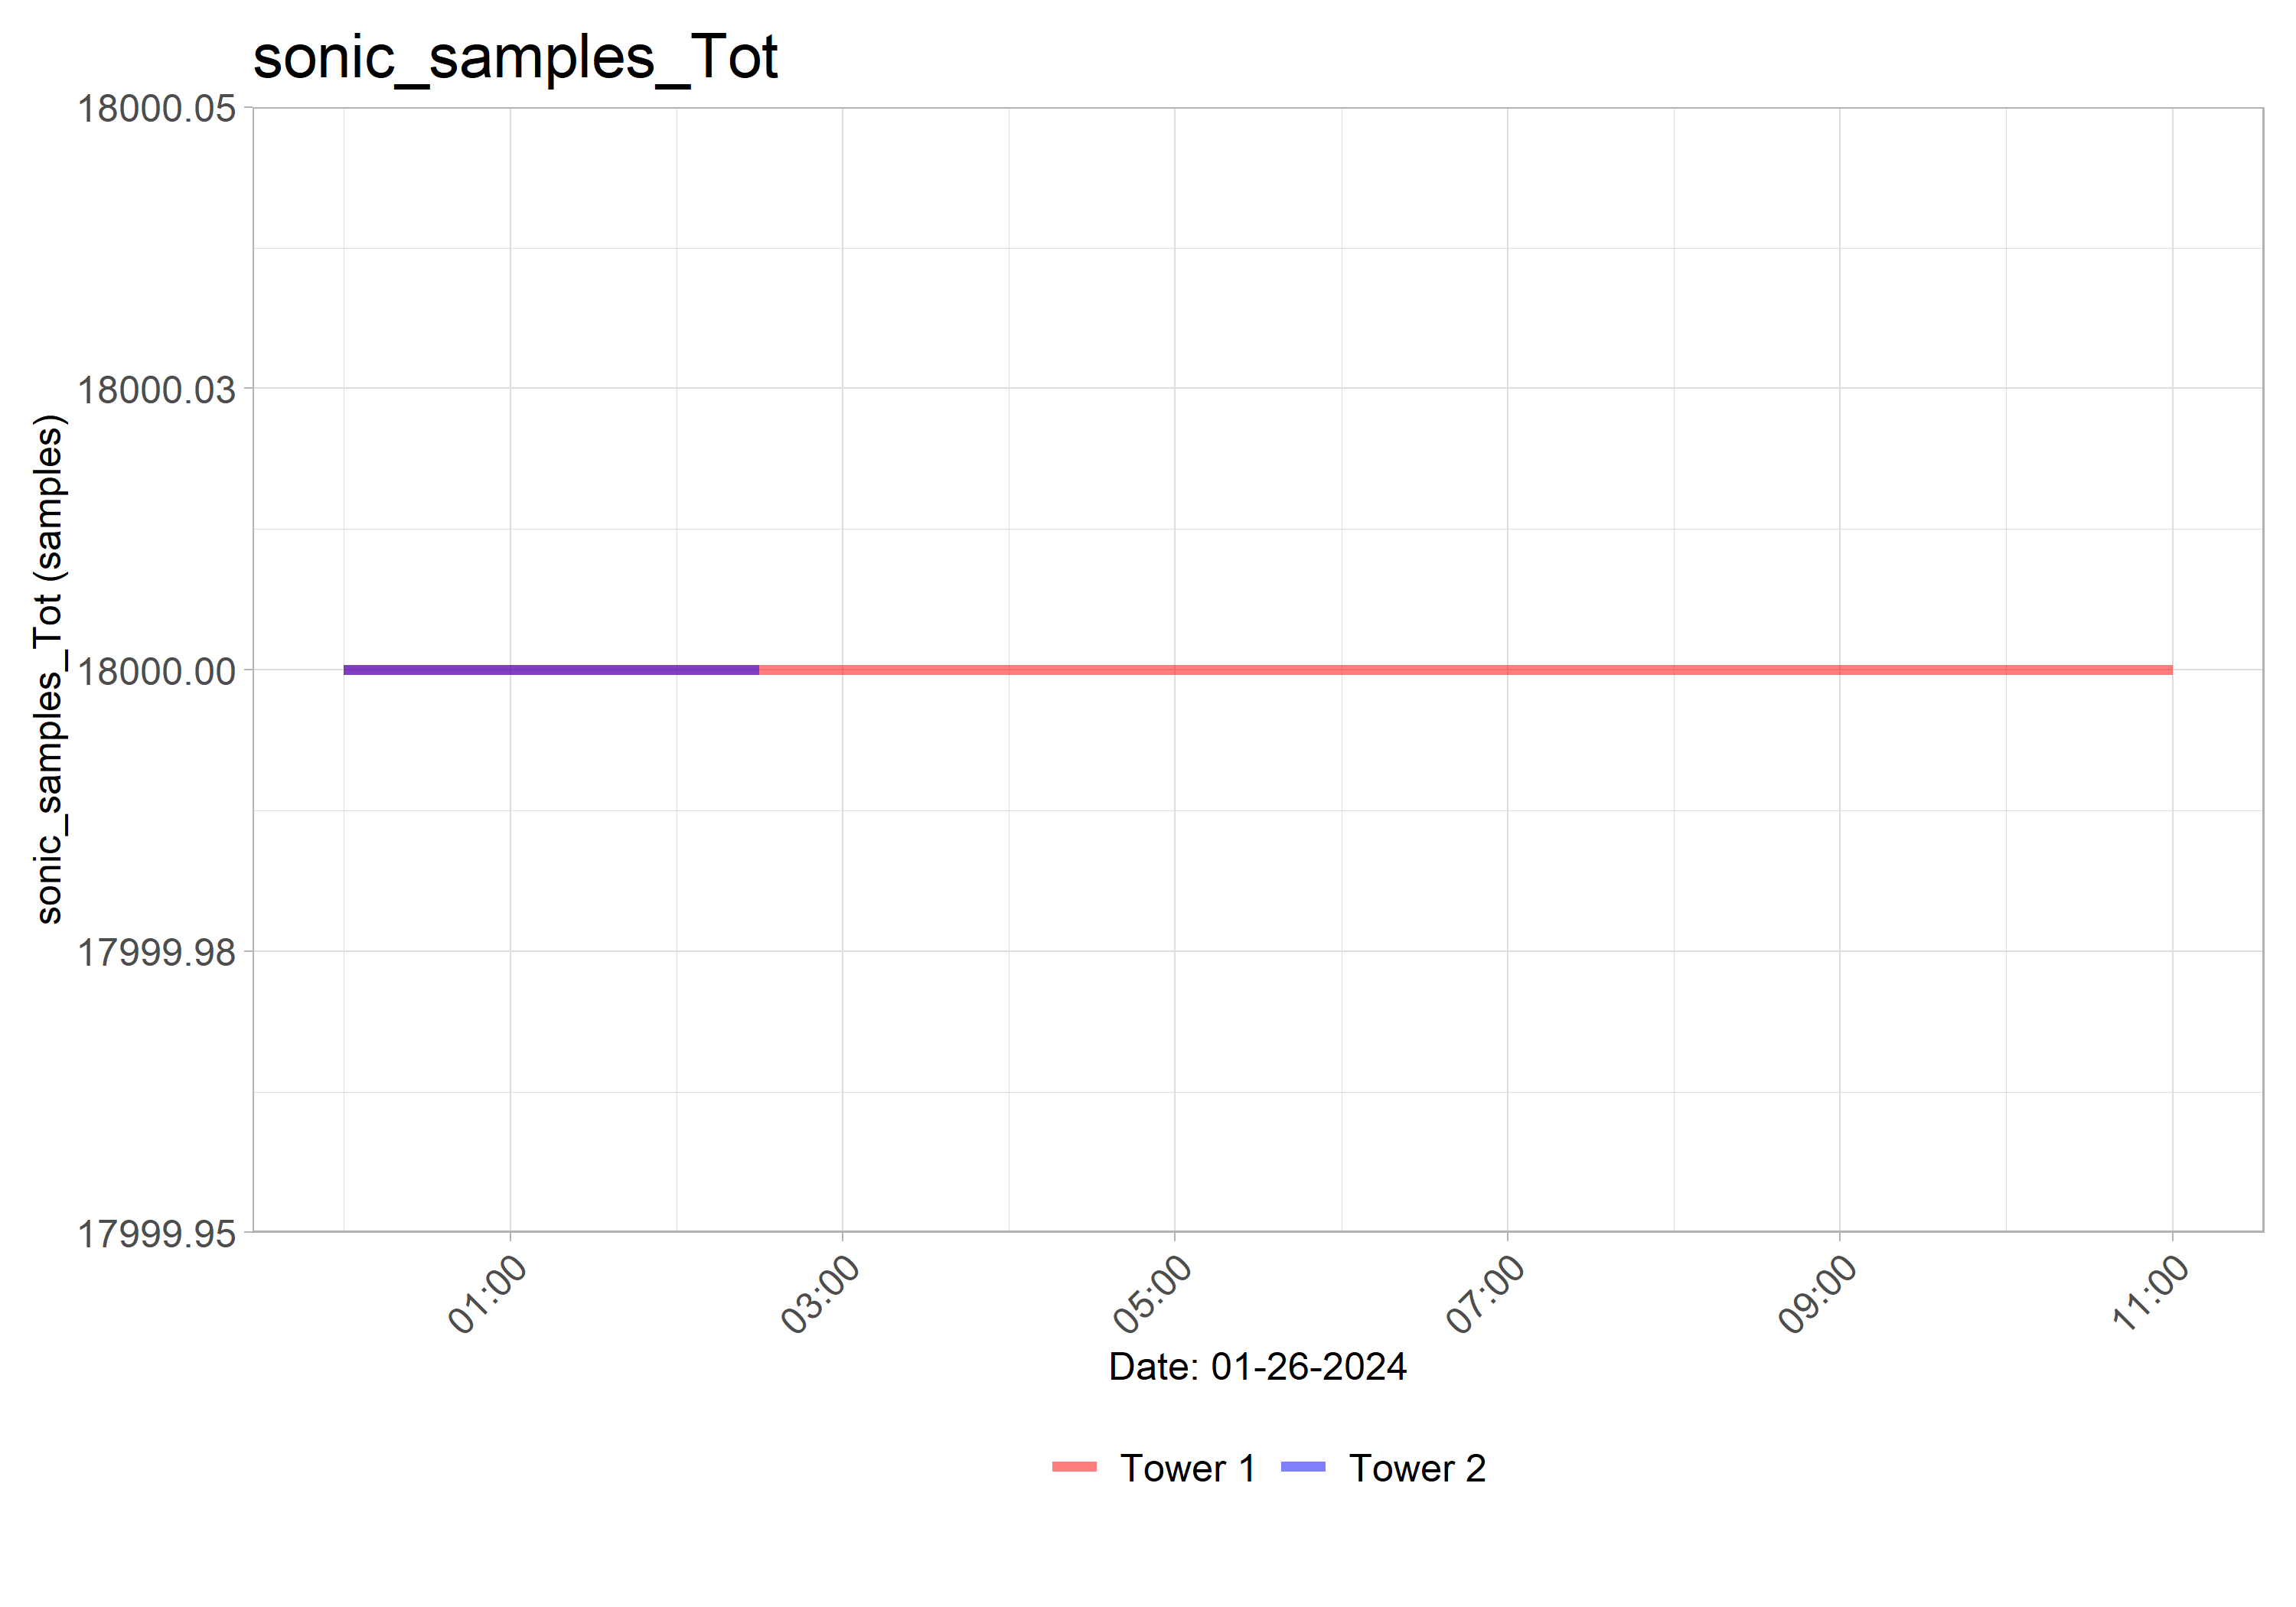 sonic_samples_Tot
18000.05
18000.03
18000.00
17999.98
17999.95
sonic_samples_Tot (samples)
01:00
03:00
05:00
07:00
09:00
11:00
Date: 01-26-2024
Tower 1
Tower 2